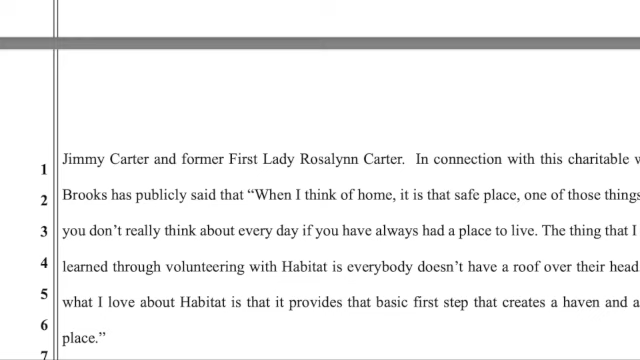 Jimmy Carter and former First Lady Rosalynn Carter. In connection with this charitable
1
Brooks has publicly said that “When I think of home, it is that safe place, one of those things
2
you don’t really think about every day if you have always had a place to live. The thing that I
3
learned through volunteering with Habitat is everybody doesn’t have a roof over their head
4
what I love about Habitat is that it provides that basic first step that creates a haven and a
5
6
place.”
7